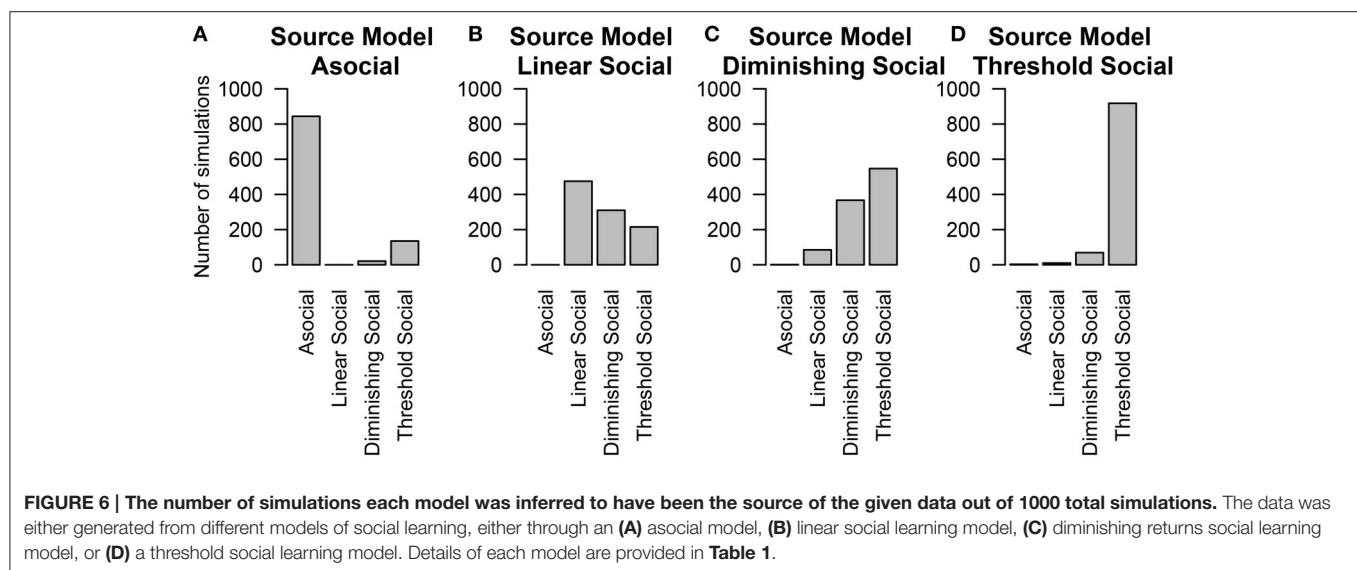 A Source Model
Asocial
Number of simulations
1000
800
600
400
200
0
Asocial
Linear Social
Diminishing Social
Threshold Social
B Source Model
Linear Social
1000
800
600
400
200
0
Asocial
Linear Social
Diminishing Social
Threshold Social
C Source Model
Diminishing Social
1000
800
600
400
200
0
Asocial
Linear Social
Diminishing Social
Threshold Social
D Source Model
Threshold Social
1000
800
600
400
200
0
Asocial
Linear Social
Diminishing Social
Threshold Social
FIGURE 6 | The number of simulations each model was inferred to have been the source of the given data out of 1000 total simulations. The data was
either generated from different models of social learning, either through an (A) asocial model, (B) linear social learning model, (C) diminishing returns social learning
model, or (D) a threshold social learning model. Details of each model are provided in Table 1.